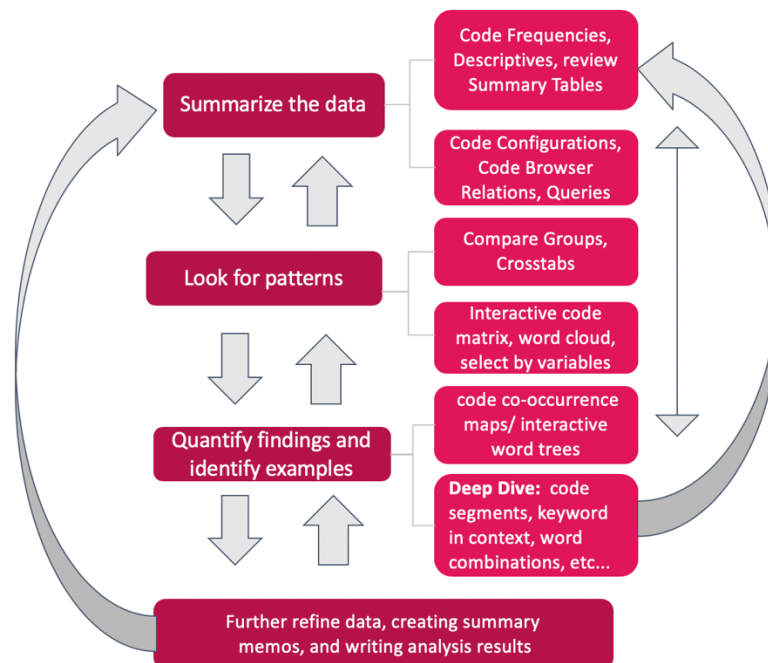 Summarize the data
Code Frequencies,
Descriptives, review
Summary Tables
Code Configurations,
Code Browser
Relations, Queries
Look for patterns
Compare Groups,
Crosstabs
Interactive code
matrix, word cloud,
select by variables
Quantify findings and
identify examples
code co-occurrence
maps/ interactive
word trees
Deep Dive: code
segments, keyword
in context, word
combinations, etc...
Further refine data, creating summary
memos, and writing analysis results